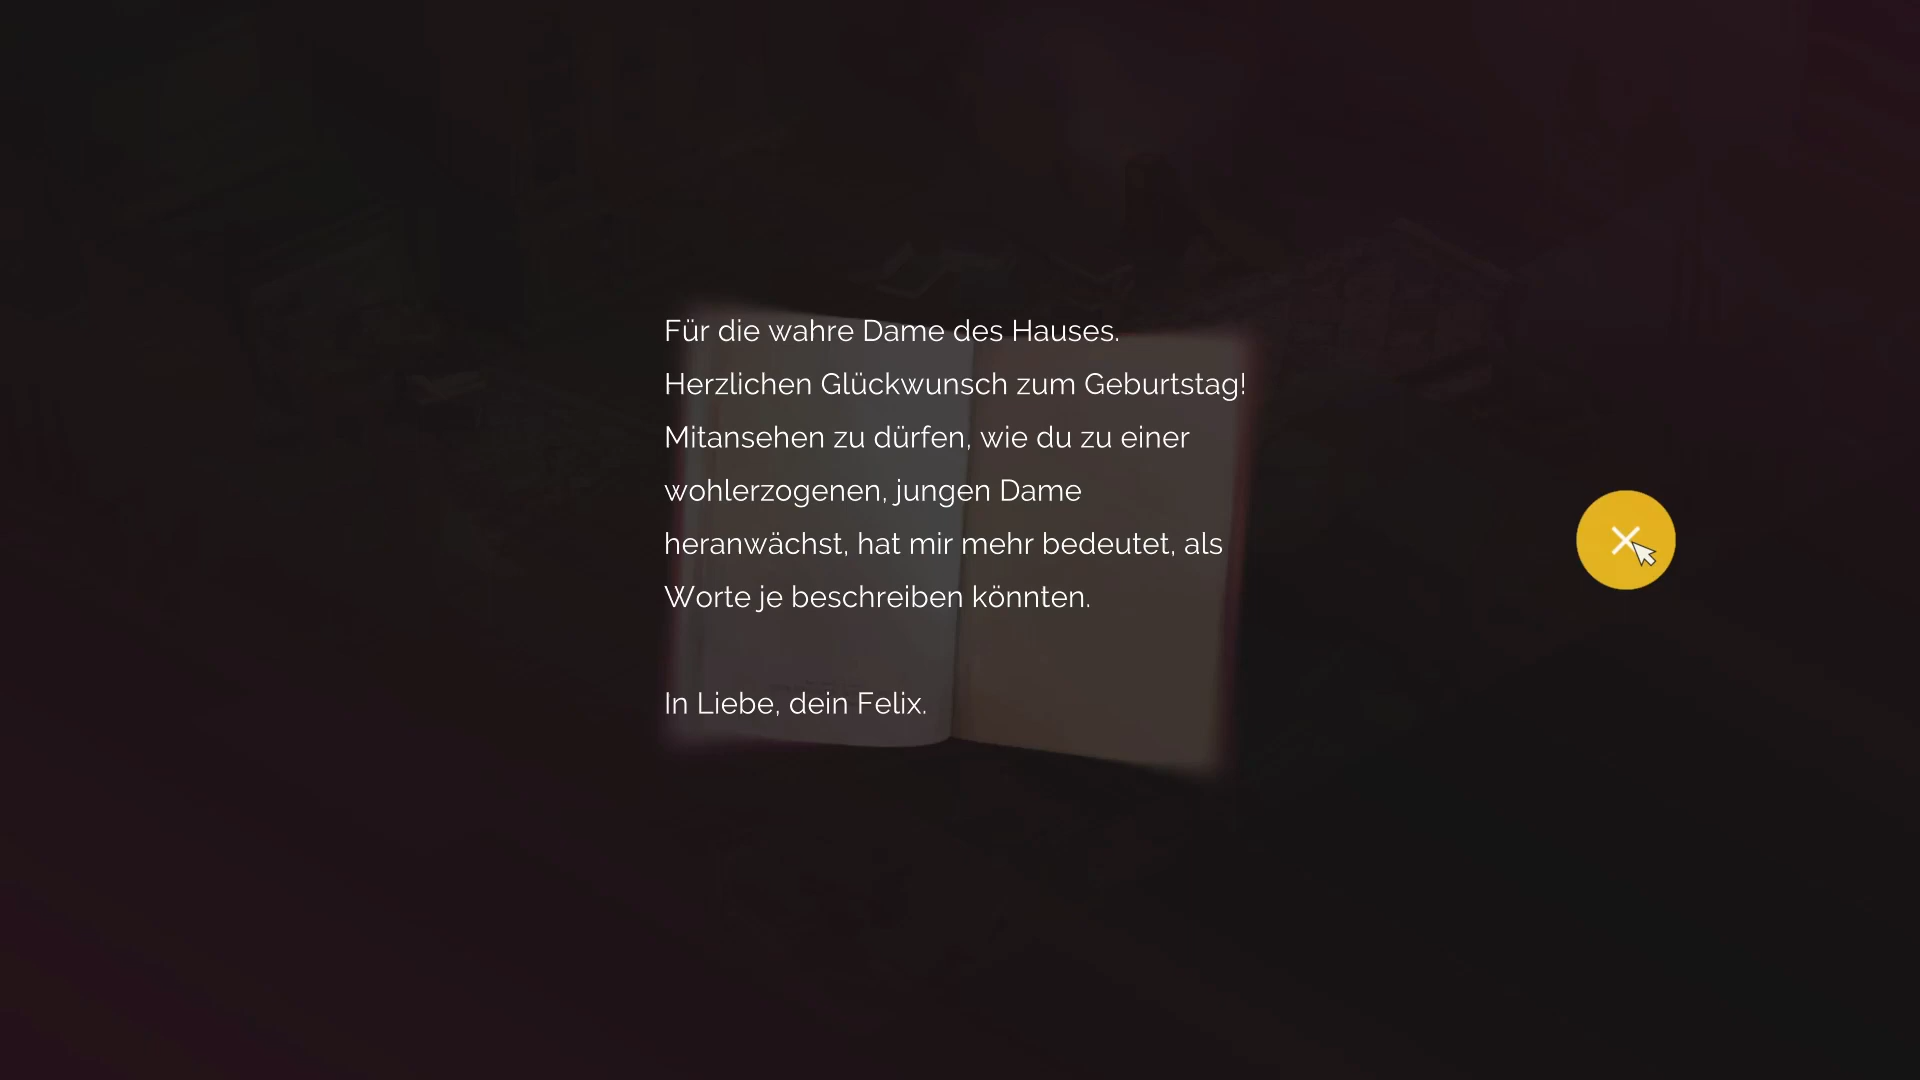 Für die wahre Dame des Hauses.
Herzlichen Glückwunsch zum Geburtstag!
Mitansehen zu dürfen, wie du zu einer
wohlerzogenen, jungen Dame
heranwächst, hat mir mehr bedeutet, als
Worte je beschreiben könnten.
In Liebe, dein Felix.